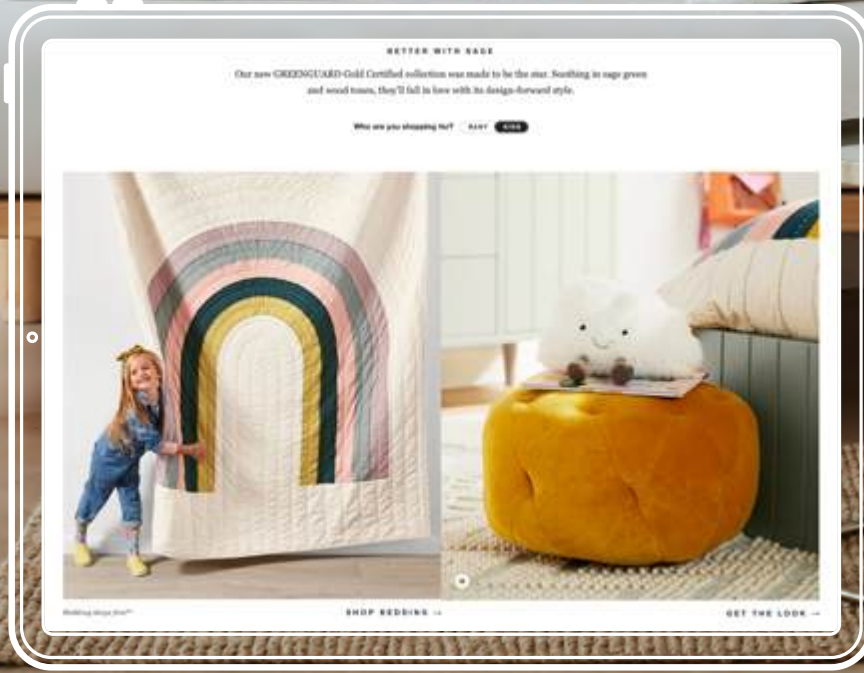 BETTER WITH SAGE
Our new GREENGUARD Gold Certified collection was made to be the star. Soothing in sage green
and wood tones, they'll fall in love with its design-forward style.
Who are you shopping for? BABY KIDS
SHOP BEDDING →
GET THE LOOK →